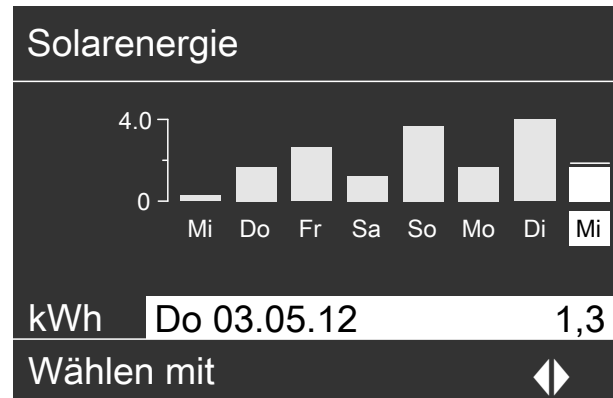 Solarenergie
4.0
0
Mi Do Fr Sa So Mo Di Mi
kWh Do 03.05.12 1,3
Wählen mit